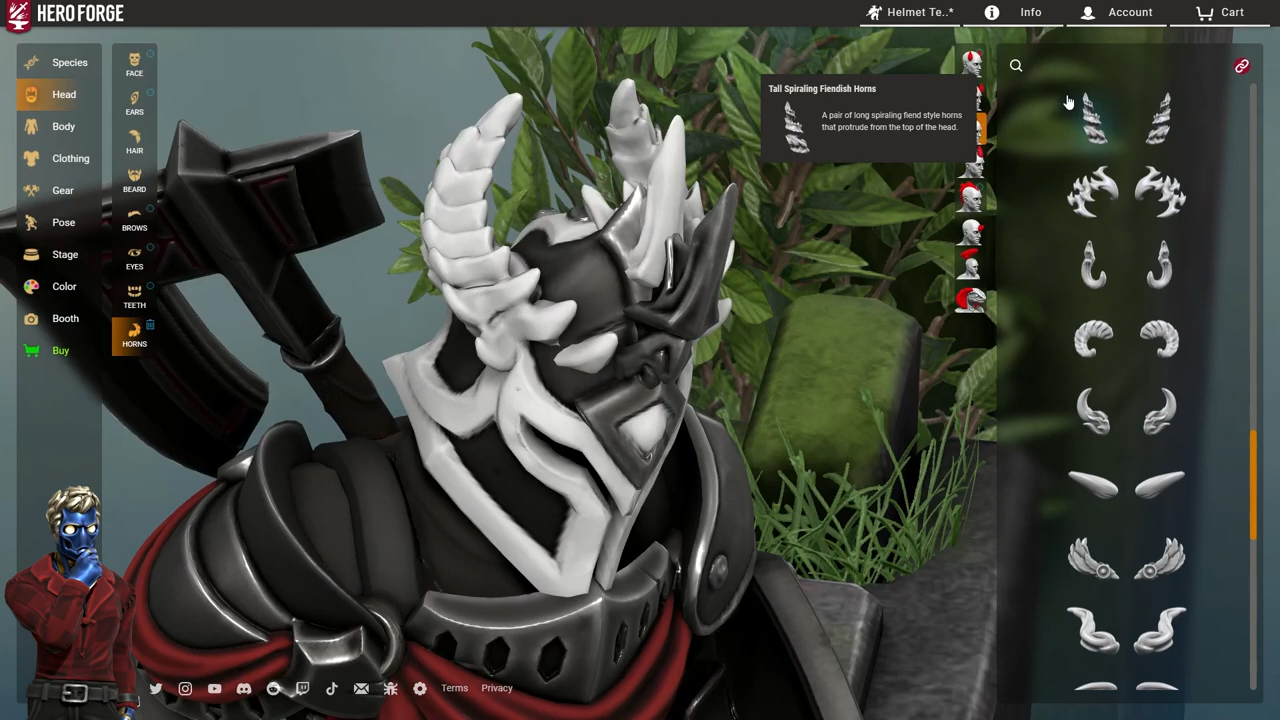 HERO FORGE
Helmet Te..*
Info
Account
Cart
Species
Head
Body
Clothing
Gear
Pose
Stage
Color
Booth
Buy
FACE
EARS
HAIR
BEARD
BROWS
EYES
TEETH
HORNS
Tall Spiraling Fiendish Horns
A pair of long spiraling fiend style horns
that protrude from the top of the head.
Terms
Privacy